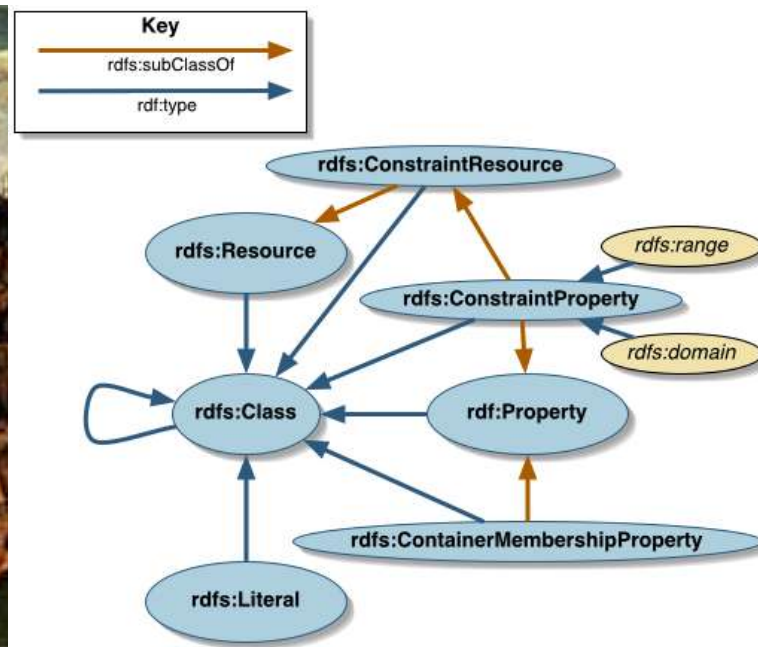 Key
rdfs:subClassOf
rdf:type
rdfs:ConstraintResource
rdfs:Resource
rdfs:range
rdfs:ConstraintProperty
rdfs:domain
rdfs:Class
rdf:Property
rdfs:ContainerMembershipProperty
rdfs:Literal